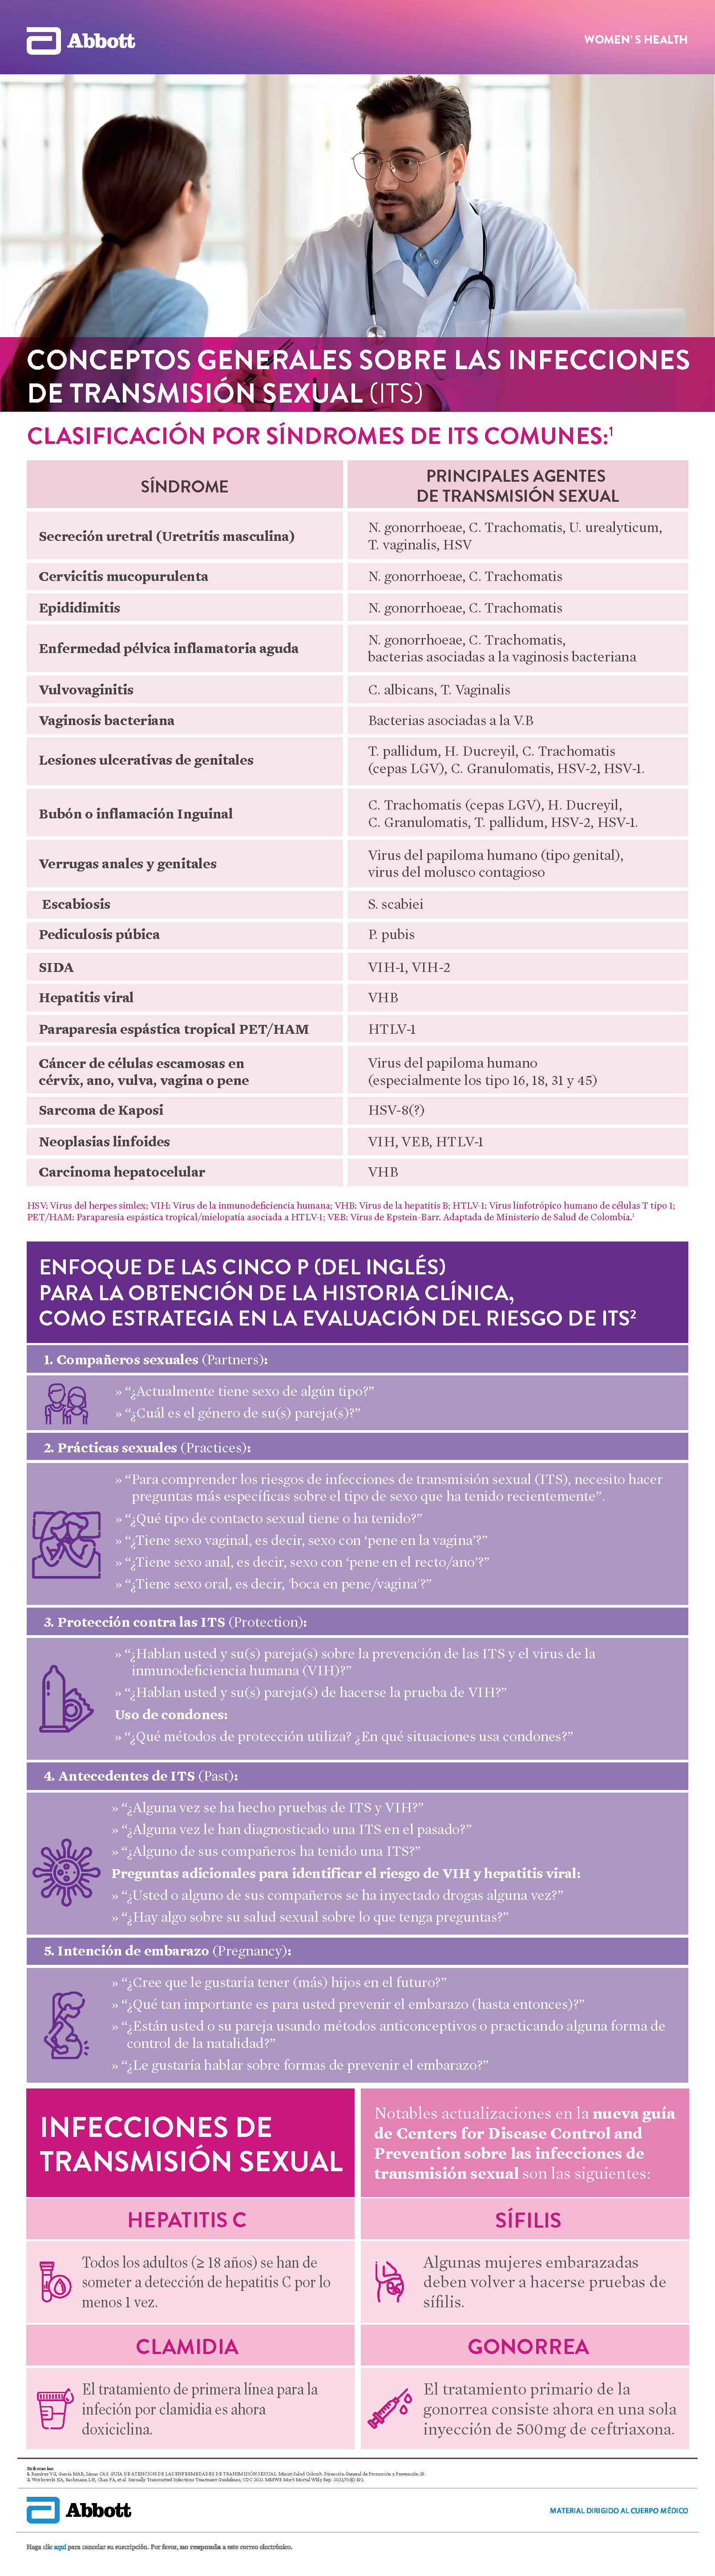 Abbott
WOMEN'S HEALTH
CONCEPTOS GENERALES SOBRE LAS INFECCIONES
DE TRANSMISIÓN SEXUAL (ITS)
CLASIFICACIÓN POR SÍNDROMES DE ITS COMUNES:1
SÍNDROME
PRINCIPALES AGENTES
DE TRANSMISIÓN SEXUAL
Secreción uretral (Uretritis masculina)
N. gonorrhoeae, C. Trachomatis, U. urealyticum,
T. vaginalis, HSV
Cervicitis mucopurulenta
N. gonorrhoeae, C. Trachomatis
Epididimitis
N. gonorrhoeae, C. Trachomatis
Enfermedad pélvica inflamatoria aguda
N. gonorrhoeae, C. Trachomatis,
bacterias asociadas a la vaginosis bacteriana
Vulvovaginitis
C. albicans, T. Vaginalis
Vaginosis bacteriana
Bacterias asociadas a la V.B
Lesiones ulcerativas de genitales
T. pallidum, H. Ducreyil, C. Trachomatis
(cepas LGV), C. Granulomatis, HSV-2, HSV-1.
Bubón o inflamación Inguinal
C. Trachomatis (cepas LGV), H. Ducreyil,
C. Granulomatis, T. pallidum, HSV-2, HSV-1.
Verrugas anales y genitales
Virus del papiloma humano (tipo genital),
virus del molusco contagioso
Escabiosis
S. scabiei
Pediculosis púbica
P. pubis
SIDA
VIH-1, VIH-2
Hepatitis viral
VHB
Paraparesia espástica tropical PET/HAM
HTLV-1
Cáncer de células escamosas en
cérvix, ano, vulva, vagina o pene
Virus del papiloma humano
(especialmente los tipo 16, 18, 31 y 45)
Sarcoma de Kaposi
HSV-8(?)
Neoplasias linfoides
VIH, VEB, HTLV-1
Carcinoma hepatocelular
VHB
HSV: Virus del herpes simlex; VIH: Virus de la inmunodeficiencia humana; VHB: Virus de la hepatitis B; HTLV-1: Virus linfotrópico humano de células T tipo 1;
PET/HAM: Paraparesia espástica tropical/mielopatía asociada a HTLV-I; VEB: Virus de Epstein-Barr. Adaptada de Ministerio de Salud de Colombia.1
ENFOQUE DE LAS CINCO P (DEL INGLÉS)
PARA LA OBTENCIÓN DE LA HISTORIA CLÍNICA,
COMO ESTRATEGIA EN LA EVALUACIÓN DEL RIESGO DE ITS2
1. Compañeros sexuales (Partners):
» “¿Actualmente tiene sexo de algún tipo?”
» “¿Cuál es el género de su(s) pareja(s)?”
2. Prácticas sexuales (Practices):
» “Para comprender los riesgos de infecciones de transmisión sexual (ITS), necesito hacer
preguntas más específicas sobre el tipo de sexo que ha tenido recientemente”.
» “¿Qué tipo de contacto sexual tiene o ha tenido?”
» “¿Tiene sexo vaginal, es decir, sexo con ‘pene en la vagina’?”
» “¿Tiene sexo anal, es decir, sexo con ‘pene en el recto/ano’?”
» “¿Tiene sexo oral, es decir, 'boca en pene/vagina'?”
3. Protección contra las ITS (Protection):
» “¿Hablan usted y su(s) pareja(s) sobre la prevención de las ITS y el virus de la
inmunodeficiencia humana (VIH)?”
» “¿Hablan usted y su(s) pareja(s) de hacerse la prueba de VIH?”
Uso de condones:
» “¿Qué métodos de protección utiliza? ¿En qué situaciones usa condones?”
4. Antecedentes de ITS (Past):
» “¿Alguna vez se ha hecho pruebas de ITS y VIH?”
» “¿Alguna vez le han diagnosticado una ITS en el pasado?”
» “¿Alguno de sus compañeros ha tenido una ITS?”
Preguntas adicionales para identificar el riesgo de VIH y hepatitis viral:
» “¿Usted o alguno de sus compañeros se ha inyectado drogas alguna vez?”
» “¿Hay algo sobre su salud sexual sobre lo que tenga preguntas?”
5. Intención de embarazo (Pregnancy):
» “¿Cree que le gustaría tener (más) hijos en el futuro?”
» “¿Qué tan importante es para usted prevenir el embarazo (hasta entonces)?”
» “¿Están usted o su pareja usando métodos anticonceptivos o practicando alguna forma de
control de la natalidad?”
» “¿Le gustaría hablar sobre formas de prevenir el embarazo?”
INFECCIONES DE
TRANSMISIÓN SEXUAL
Notables actualizaciones en la nueva guía
de Centers for Disease Control and
Prevention sobre las infecciones de
transmisión sexual son las siguientes:
HEPATITIS C
Todos los adultos (≥ 18 años) se han de
someter a detección de hepatitis C por lo
menos 1 vez.
SÍFILIS
Algunas mujeres embarazadas
deben volver a hacerse pruebas de
sífilis.
CLAMIDIA
El tratamiento de primera línea para la
infeción por clamidia es ahora
doxiciclina.
GONORREA
El tratamiento primario de la
gonorrea consiste ahora en una sola
inyección de 500mg de ceftriaxona.
Referencias:
Abbott
MATERIAL DIRIGIDO AL CUERPO MÉDICO
Haga clic aquí para cancelar su suscripción. Por favor, no responda a este correo electrónico.